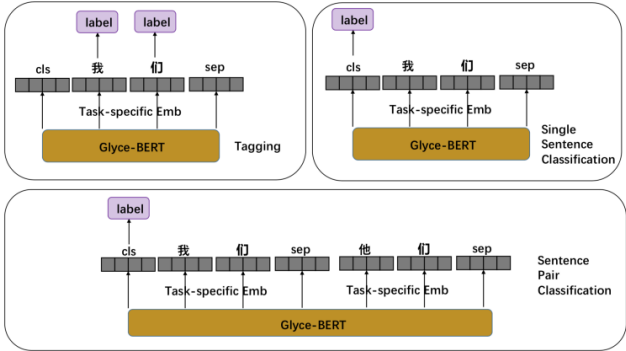 label label
cls 我 们 sep
Task-specific Emb
Glyce-BERT
Tagging
label
cls 我 们 sep
Task-specific Emb
Glyce-BERT
Single
Sentence
Classification
label
cls 我 们 sep 他 们 sep
Task-specific Emb Task-specific Emb
Glyce-BERT
Sentence
Pair
Classification